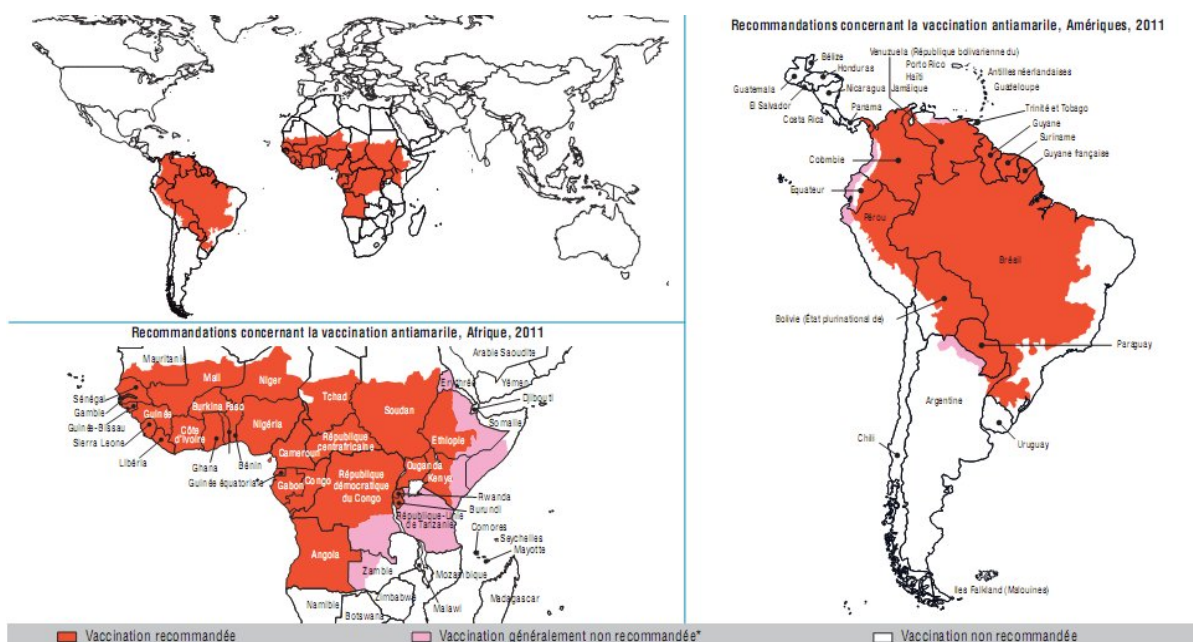 Recommandations concernant la vaccination antiamarile, Amériques, 2011
Bélize
Honduras
Venuzuela (République bolivarienne du)
Porto Rico
Haïti
Jamaïque
Antilles néerlandaises
Guadeloupe
Guatemala
El Salvador
Nicaragua
Costa Rica
Panama
Trinité et Tobago
Guyane
Suriname
Guyane française
Colombie
Équateur
Pérou
Brésil
Bolivie (État plurinational de)
Paraguay
Argentine
Chili
Uruguay
Iles Falkland (Malouines)
Recommandations concernant la vaccination antiamarile, Afrique, 2011
Mauritanie
Mali
Niger
Tchad
Soudan
Erythrée
Arabie Saoudite
Yémen
Djibouti
Somalie
Sénégal
Gambie
Guinée-Bissau
Guinée
Sierra Leone
Libéria
Côte
d'Ivoire
Burkina Faso
Ghana
Bénin
Nigéria
Guinée équatoriale
Cameroun
République
centrafricaine
Ethiopie
Gabon
Congo
République
démocratique
du Congo
Ouganda
Kenya
Rwanda
Burundi
République-Unie
de Tanzanie
Comores
Seychelles
Mayotte
Angola
Zambie
Mozambique
Zimbabwe
Malawi
Madagascar
Namibie
Botswana
Vaccination recommandée
Vaccination généralement non recommandée*
Vaccination non recommandée